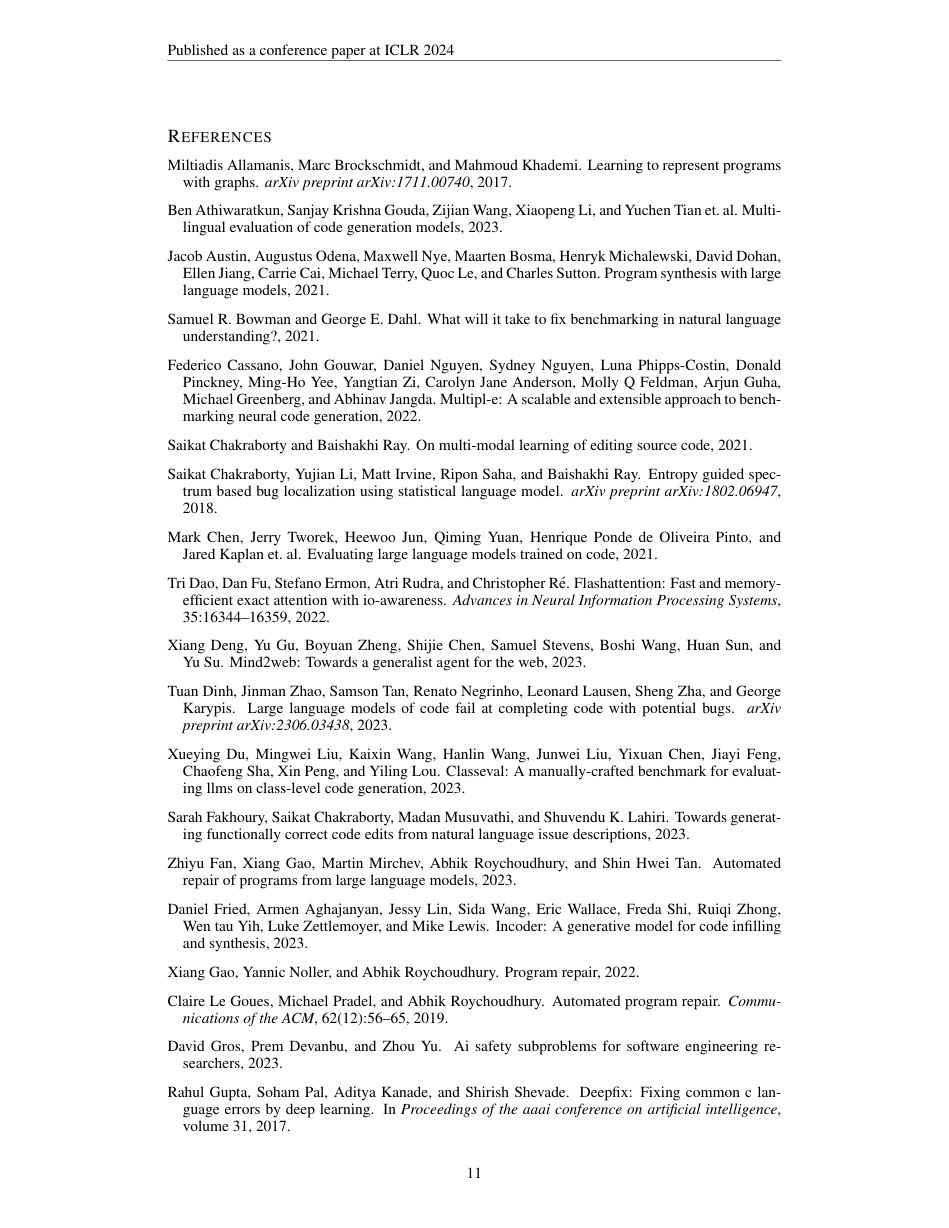 Published as a conference paper at ICLR 2024
REFERENCES
Miltiadis Allamanis, Marc Brockschmidt, and Mahmoud Khademi. Learning to represent programs
with graphs. arXiv preprint arXiv:1711.00740, 2017.
Ben Athiwaratkun, Sanjay Krishna Gouda, Zijian Wang, Xiaopeng Li, and Yuchen Tian et. al. Multi-
lingual evaluation of code generation models, 2023.
Jacob Austin, Augustus Odena, Maxwell Nye, Maarten Bosma, Henryk Michalewski, David Dohan,
Ellen Jiang, Carrie Cai, Michael Terry, Quoc Le, and Charles Sutton. Program synthesis with large
language models, 2021.
Samuel R. Bowman and George E. Dahl. What will it take to fix benchmarking in natural language
understanding?, 2021.
Federico Cassano, John Gouwar, Daniel Nguyen, Sydney Nguyen, Luna Phipps-Costin, Donald
Pinckney, Ming-Ho Yee, Yangtian Zi, Carolyn Jane Anderson, Molly Q Feldman, Arjun Guha,
Michael Greenberg, and Abhinav Jangda. Multipl-e: A scalable and extensible approach to bench-
marking neural code generation, 2022.
Saikat Chakraborty and Baishakhi Ray. On multi-modal learning of editing source code, 2021.
Saikat Chakraborty, Yujian Li, Matt Irvine, Ripon Saha, and Baishakhi Ray. Entropy guided spec-
trum based bug localization using statistical language model. arXiv preprint arXiv:1802.06947,
2018.
Mark Chen, Jerry Tworek, Heewoo Jun, Qiming Yuan, Henrique Ponde de Oliveira Pinto, and
Jared Kaplan et. al. Evaluating large language models trained on code, 2021.
Tri Dao, Dan Fu, Stefano Ermon, Atri Rudra, and Christopher Ré. Flashattention: Fast and memory-
efficient exact attention with io-awareness. Advances in Neural Information Processing Systems,
35:16344–16359, 2022.
Xiang Deng, Yu Gu, Boyuan Zheng, Shijie Chen, Samuel Stevens, Boshi Wang, Huan Sun, and
Yu Su. Mind2web: Towards a generalist agent for the web, 2023.
Tuan Dinh, Jinman Zhao, Samson Tan, Renato Negrinho, Leonard Lausen, Sheng Zha, and George
Karypis. Large language models of code fail at completing code with potential bugs. arXiv
preprint arXiv:2306.03438, 2023.
Xueying Du, Mingwei Liu, Kaixin Wang, Hanlin Wang, Junwei Liu, Yixuan Chen, Jiayi Feng,
Chaofeng Sha, Xin Peng, and Yiling Lou. Classeval: A manually-crafted benchmark for evaluat-
ing llms on class-level code generation, 2023.
Sarah Fakhoury, Saikat Chakraborty, Madan Musuvathi, and Shuvendu K. Lahiri. Towards generat-
ing functionally correct code edits from natural language issue descriptions, 2023.
Zhiyu Fan, Xiang Gao, Martin Mirchev, Abhik Roychoudhury, and Shin Hwei Tan. Automated
repair of programs from large language models, 2023.
Daniel Fried, Armen Aghajanyan, Jessy Lin, Sida Wang, Eric Wallace, Freda Shi, Ruiqi Zhong,
Wen tau Yih, Luke Zettlemoyer, and Mike Lewis. Incoder: A generative model for code infilling
and synthesis, 2023.
Xiang Gao, Yannic Noller, and Abhik Roychoudhury. Program repair, 2022.
Claire Le Goues, Michael Pradel, and Abhik Roychoudhury. Automated program repair. Commu-
nications of the ACM, 62(12):56–65, 2019.
David Gros, Prem Devanbu, and Zhou Yu. Ai safety subproblems for software engineering re-
searchers, 2023.
Rahul Gupta, Soham Pal, Aditya Kanade, and Shirish Shevade. Deepfix: Fixing common c lan-
guage errors by deep learning. In Proceedings of the aaai conference on artificial intelligence,
volume 31, 2017.
11